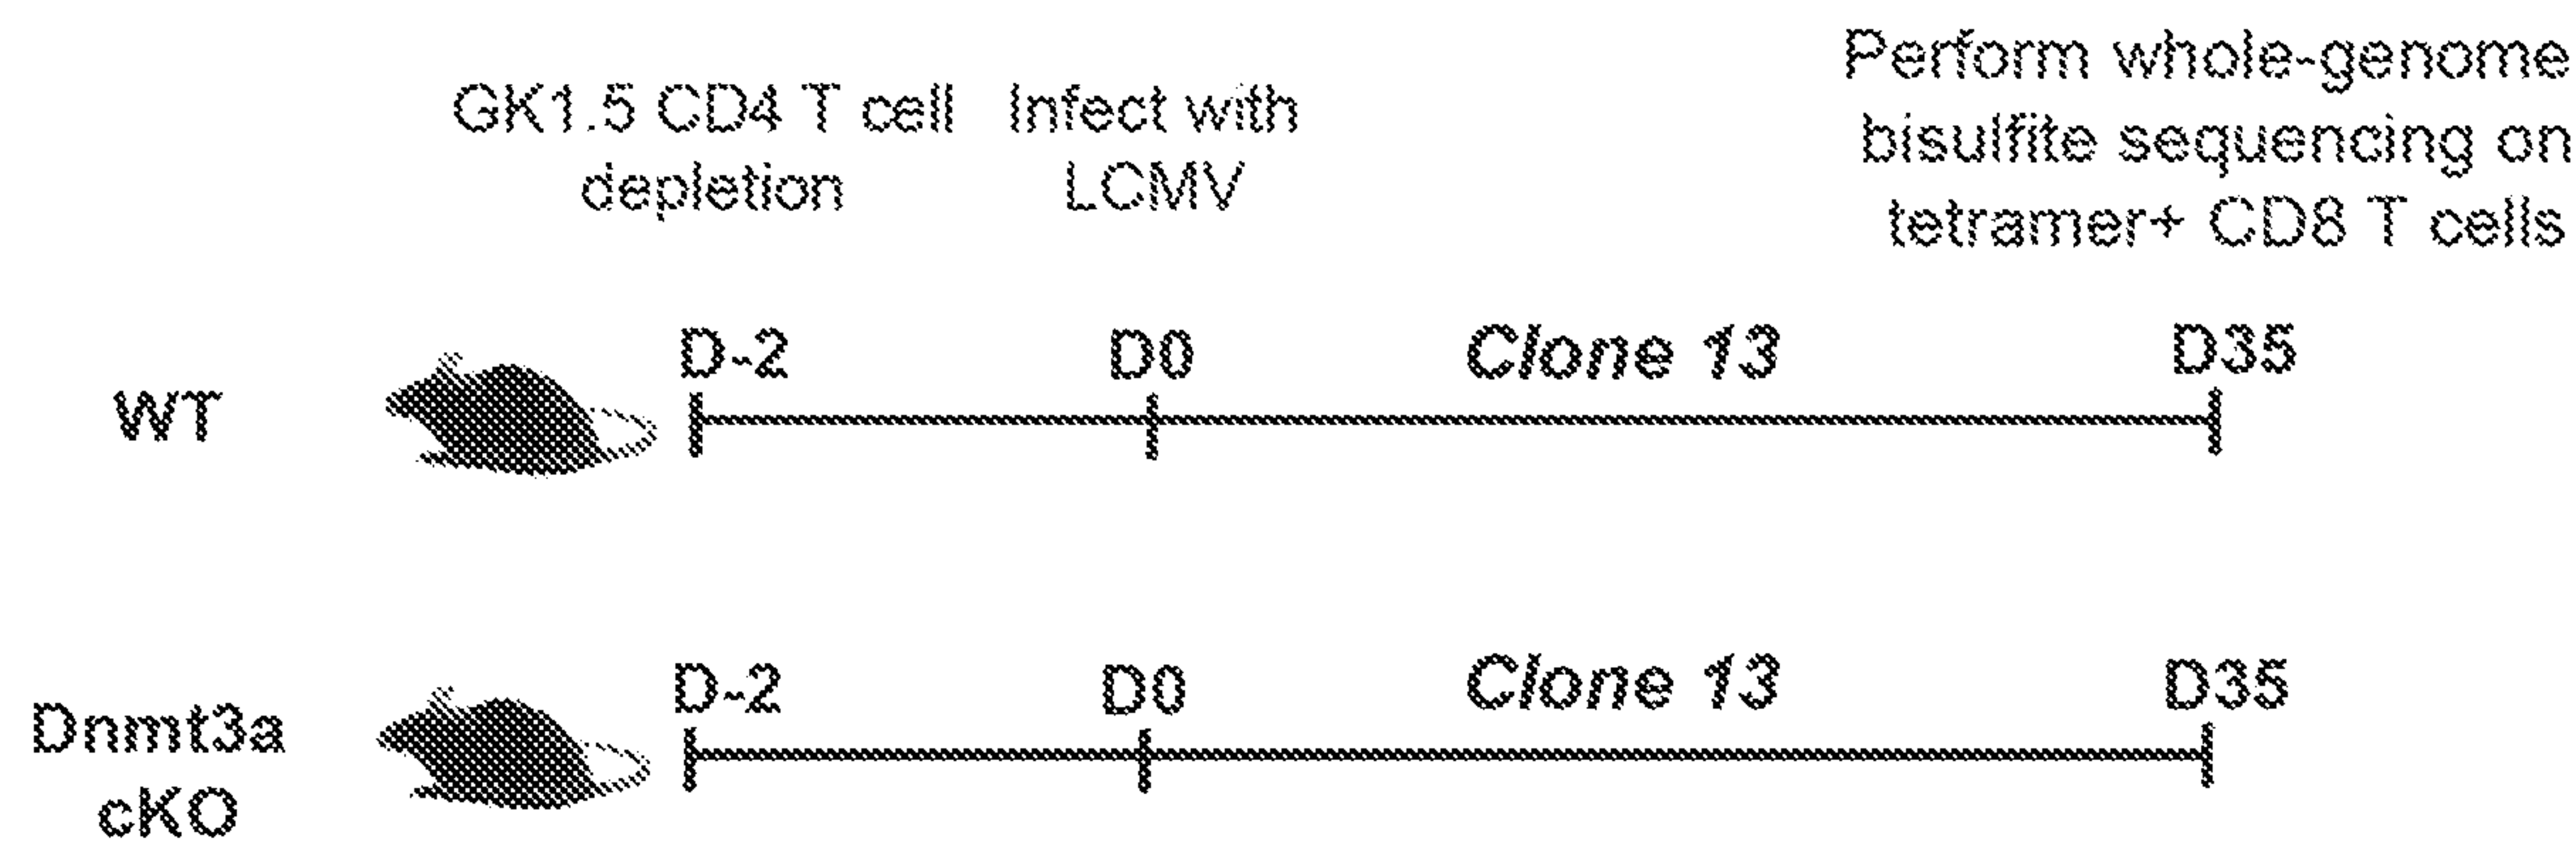 GK1.5 CD4 T cell
depletion
Infect with
LCMV
Perform whole-genome
bisulfite sequencing on
tetramer+ CD8 T cells
WT
D-2
D0
Clone 13
D35
Dnmt3a
cKO
D-2
D0
Clone 13
D35